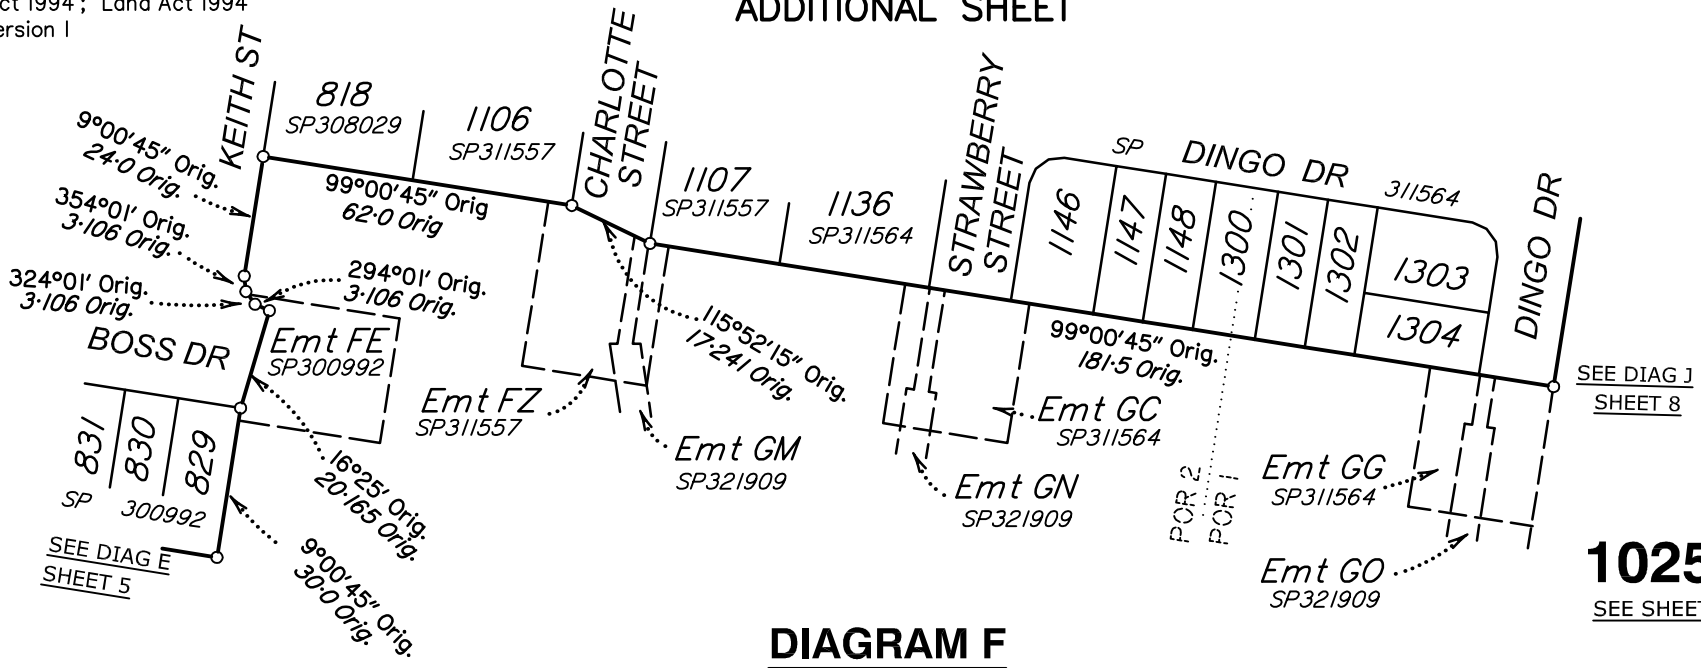 ct 1994 ; Land Act 1994
ersion 1
ADDITIONAL SHEET
KEITH ST
818
SP308029
1106
SP311557
CHARLOTTE
STREET
1107
SP311557
1136
SP311564
STRAWBERRY
STREET
SP DINGO DR 311564
1146
1147
1148
1300
1301
1302
1303
1304
DINGO DR
9°00'45" Orig.
24·0 Orig.
354°01' Orig.
3·106 Orig.
324°01' Orig.
3·106 Orig.
294°01' Orig.
3·106 Orig.
99°00'45" Orig
62·0 Orig
115°52'15" Orig.
17·241 Orig.
99°00'45" Orig.
181·5 Orig.
SEE DIAG J
SHEET 8
BOSS DR
Emt FE
SP300992
Emt FZ
SP311557
Emt GM
SP321909
Emt GC
SP311564
Emt GN
SP321909
POR 2
POR 1
Emt GG
SP311564
Emt GO
SP321909
831
830
829
SP 300992
16°25' Orig.
20·165 Orig.
9°00'45" Orig.
30·0 Orig.
SEE DIAG E
SHEET 5
1025
SEE SHEET
DIAGRAM F